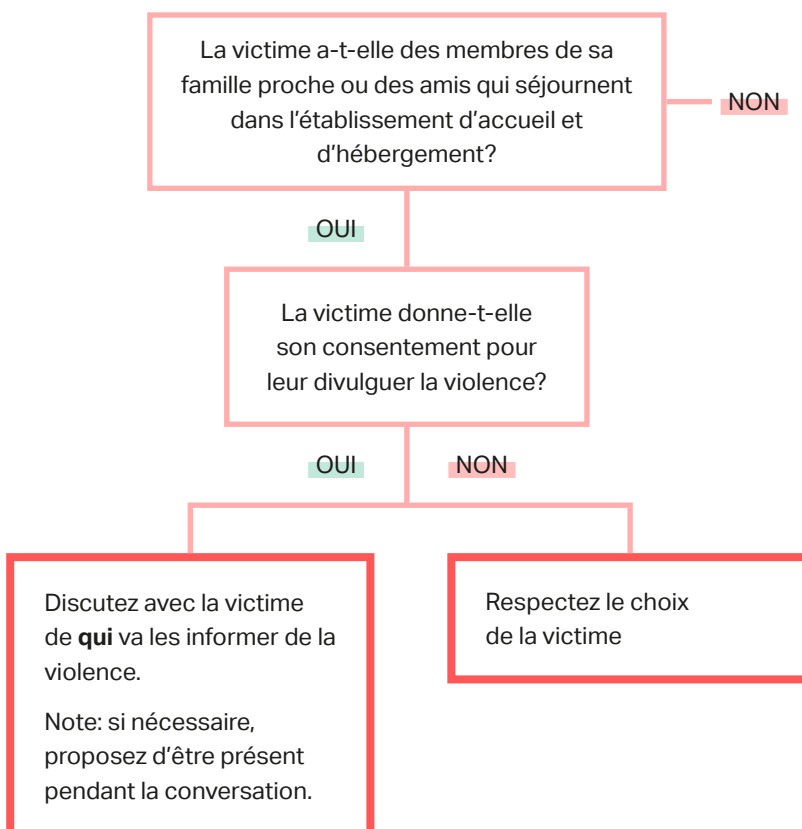 La victime a-t-elle des membres de sa
famille proche ou des amis qui séjournent
dans l'établissement d'accueil et
d'hébergement?
NON
OUI
La victime donne-t-elle
son consentement pour
leur divulguer la violence?
OUI
NON
Discutez avec la victime
de qui va les informer de la
violence.
Note: si nécessaire,
proposez d'être présent
pendant la conversation.
Respectez le choix
de la victime